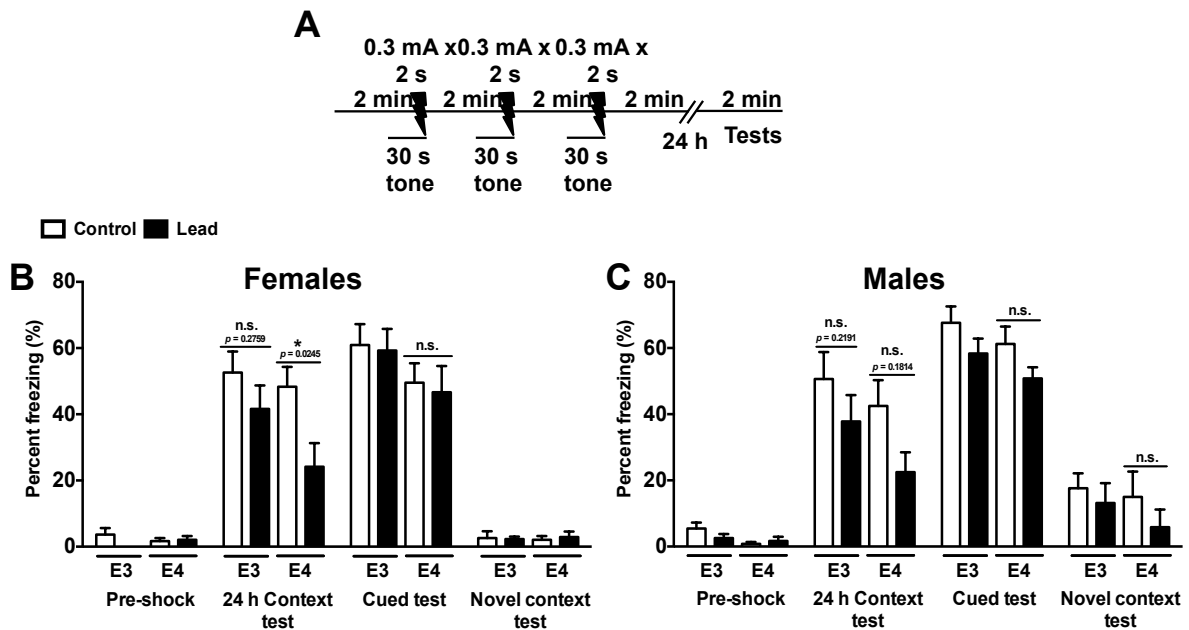 A
0.3 mA x0.3 mA x 0.3 mA x
2 s 2 s 2 s
2 min 2 min 2 min 2 min 2 min
24 h Tests
30 s 30 s 30 s
tone tone tone
Control Lead
B Females
Percent freezing (%)
80
60
40
20
0
n.s.
p = 0.2759
*
p = 0.0245
n.s.
E3 E4 E3 E4 E3 E4 E3 E4
Pre-shock 24 h Context Cued test Novel context
test test
C Males
Percent freezing (%)
80
60
40
20
0
n.s.
p = 0.2191
n.s.
p = 0.1814
n.s.
n.s.
E3 E4 E3 E4 E3 E4 E3 E4
Pre-shock 24 h Context Cued test Novel context test
test